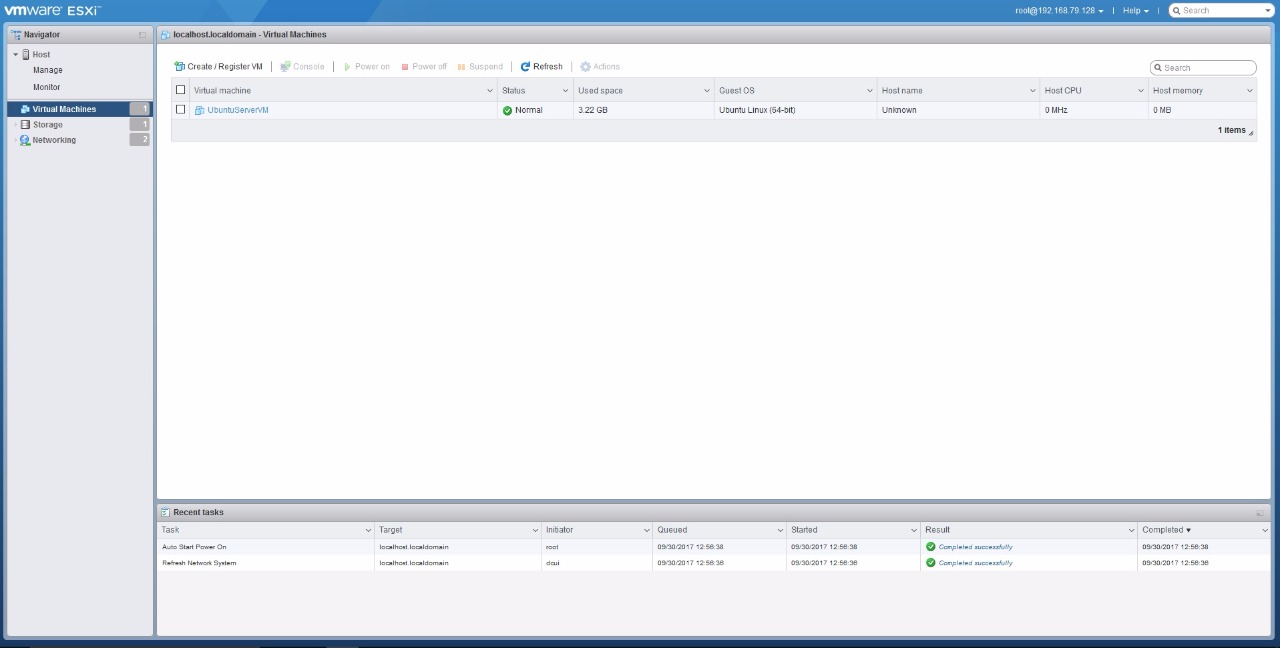 vmware ESXi™ root@192.168.79.128 | Help | Search
Navigator
Host
Manage
Monitor
Virtual Machines 1
Storage 1
Networking 2
localhost.localdomain - Virtual Machines
Create / Register VM | Console | Power on Power off Suspend | Refresh | Actions
Search
Virtual machine Status Used space Guest OS Host name Host CPU Host memory
UbuntuServerVM Normal 3.22 GB Ubuntu Linux (64-bit) Unknown 0 MHz 0 MB
1 items
Recent tasks
Task Target Initiator Queued Started Result Completed
Auto Start Power On localhost.localdomain root 09/30/2017 12:56:38 09/30/2017 12:56:38 Completed successfully 09/30/2017 12:56:38
Refresh Network System localhost.localdomain dcui 09/30/2017 12:56:36 09/30/2017 12:56:36 Completed successfully 09/30/2017 12:56:36